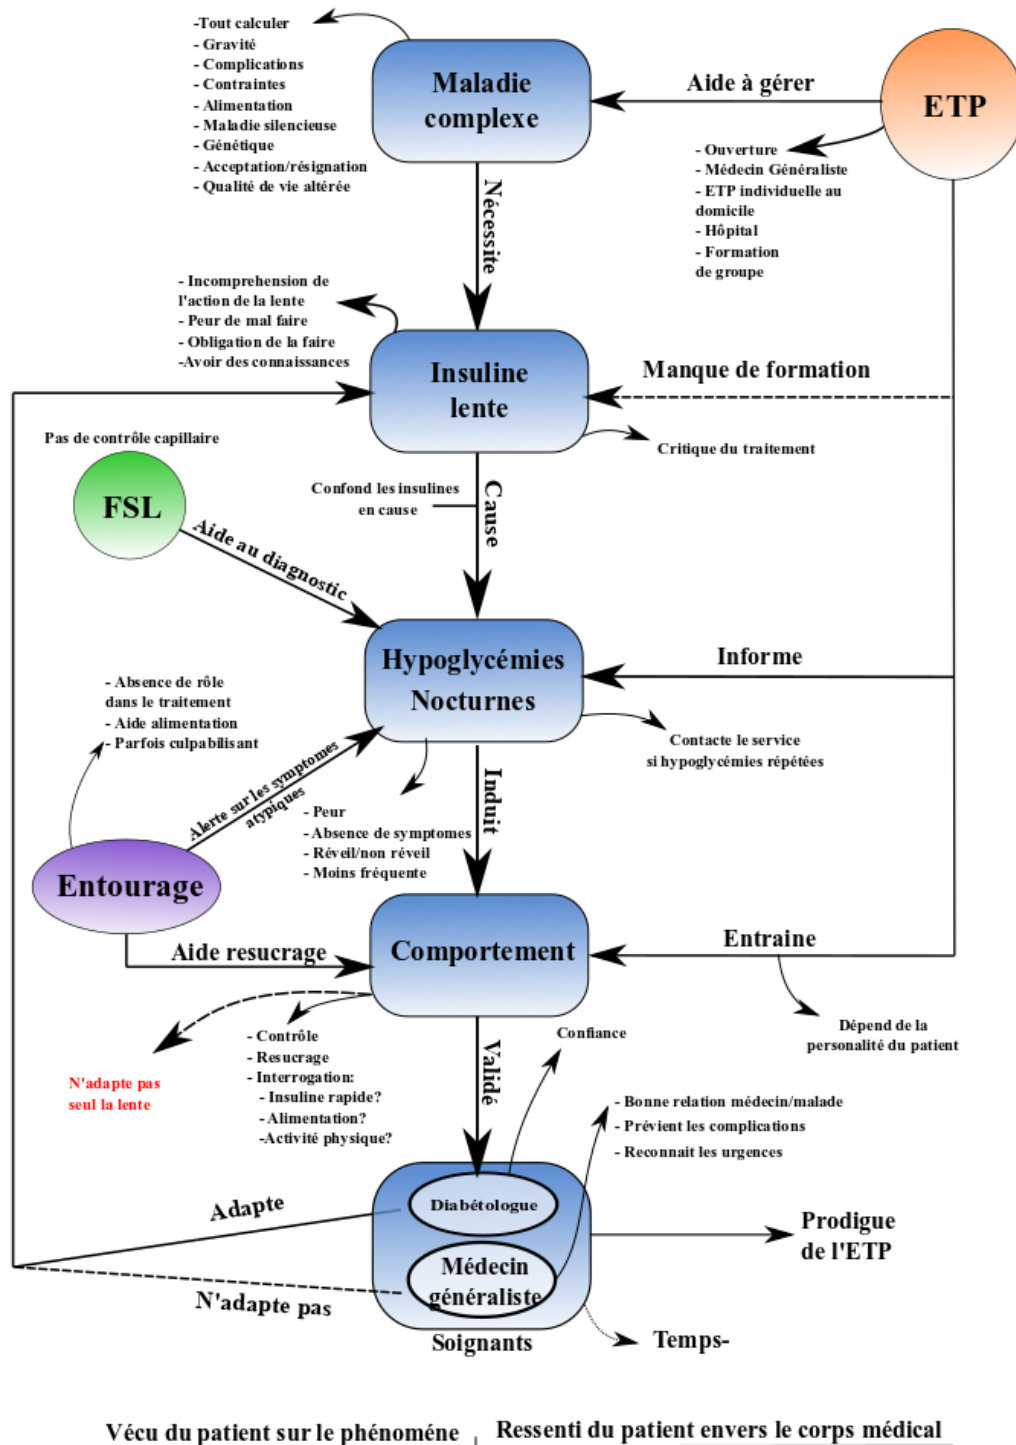 -Tout calculer
- Gravité
- Complications
- Contraintes
- Alimentation
- Maladie silencieuse
- Génétique
- Acceptation/résignation
- Qualité de vie altérée
Maladie
complexe
Aide à gérer
ETP
- Ouverture
- Médecin Généraliste
- ETP individuelle au
domicile
- Hôpital
- Formation
de groupe
Nécessite
- Incomprehension de
l'action de la lente
- Peur de mal faire
- Obligation de la faire
-Avoir des connaissances
Insuline
lente
Manque de formation
Critique du traitement
Pas de contrôle capillaire
FSL
Confond les insulines
en cause
Cause
Aide au diagnostic
Hypoglycémies
Nocturnes
Informe
- Absence de rôle
dans le traitement
- Aide alimentation
- Parfois culpabilisant
Contacte le service
si hypoglycémies répétées
Alerte sur les symptomes
atypiques
Induit
- Peur
- Absence de symptomes
- Réveil/non réveil
- Moins fréquente
Entourage
Aide resucrage
Comportement
Entraine
Dépend de la
personalité du patient
N'adapte pas
seul la lente
- Contrôle
- Resucrage
- Interrogation:
- Insuline rapide?
- Alimentation?
-Activité physique?
Validé
Confiance
- Bonne relation médecin/malade
- Prévient les complications
- Reconnait les urgences
Diabétologue
Adapte
Médecin
généraliste
N'adapte pas
Soignants
Prodigue
de l'ETP
Temps-
Vécu du patient sur le phénoméne
Ressenti du patient envers le corps médical